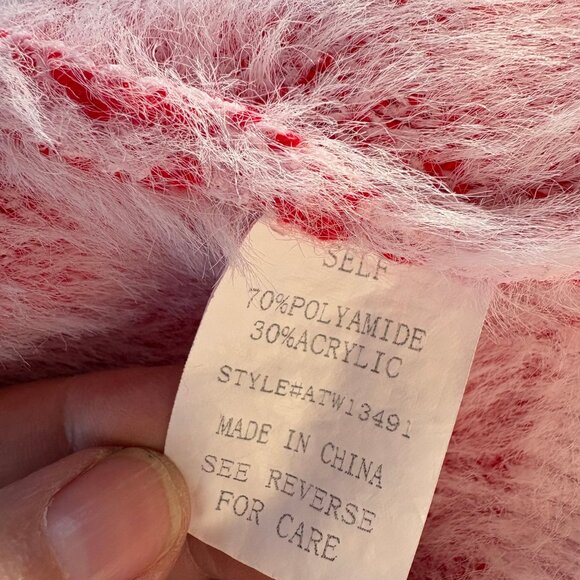 SELF
70%POLYAMIDE
30%ACRYLIC
STYLE#ATW13491
MADE IN CHINA
SEE REVERSE
FOR CARE